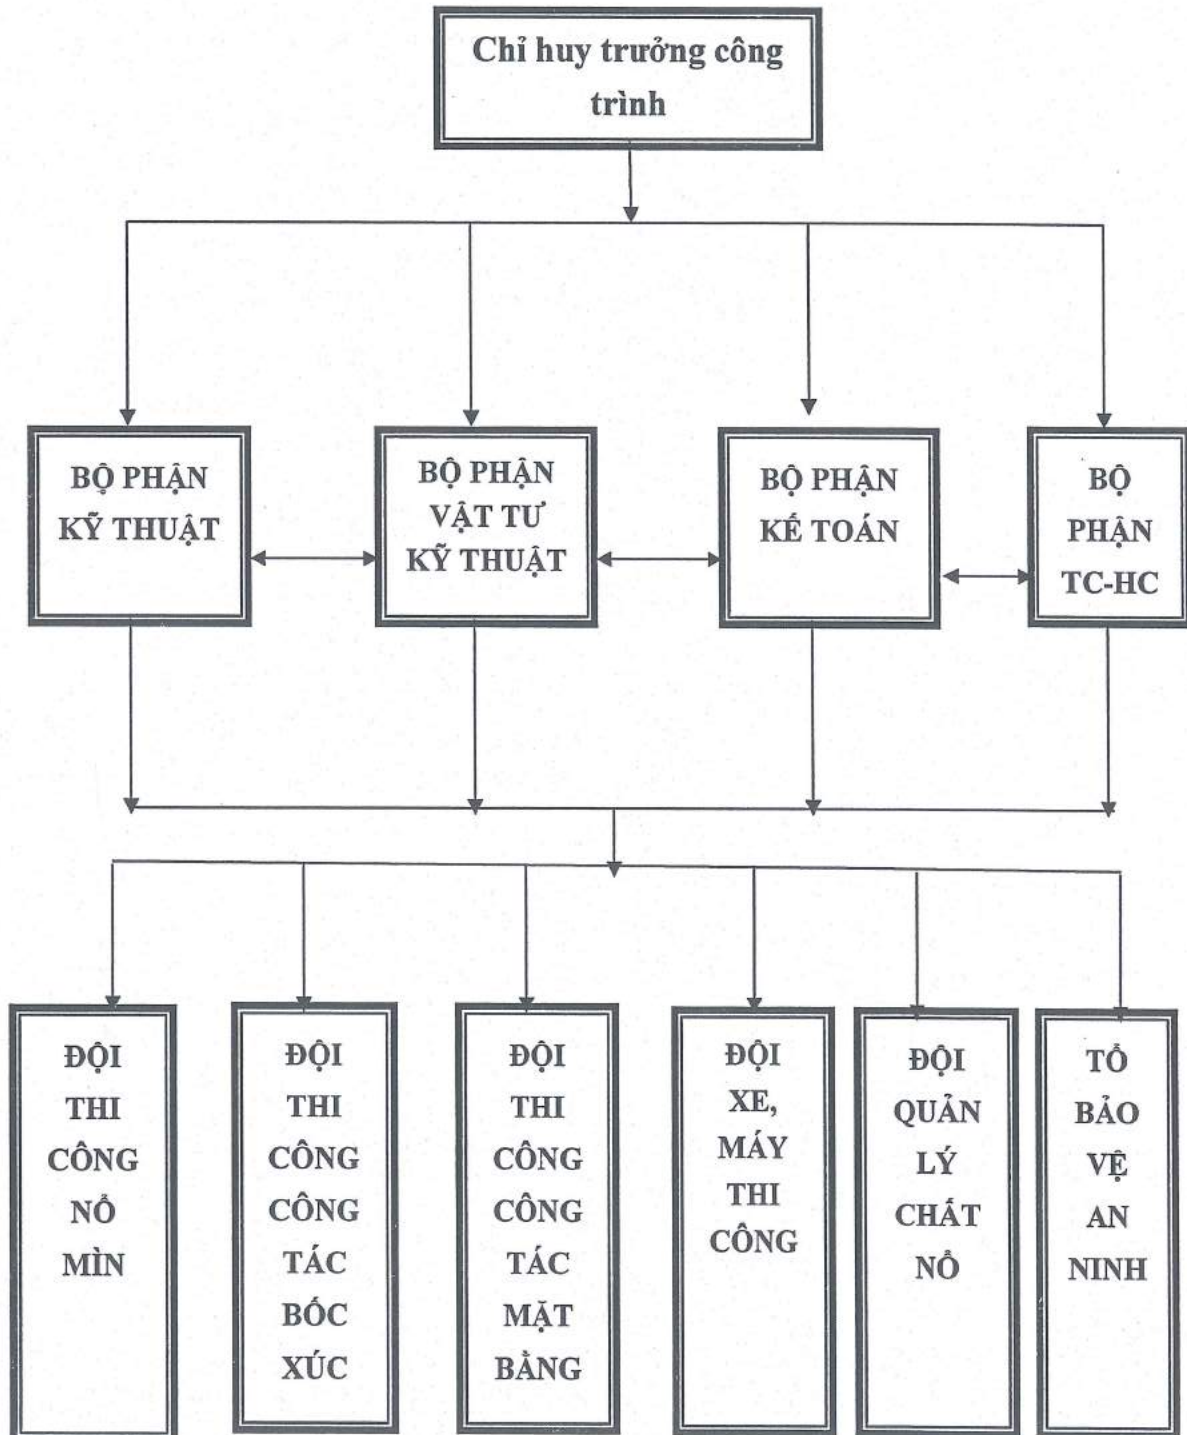 Chỉ huy trưởng công
trình
BỘ PHẬN
KỸ THUẬT
BỘ PHẬN
VẬT TƯ
KỸ THUẬT
BỘ PHẬN
KẾ TOÁN
BỘ
PHẬN
TC-HC
ĐỘI
THI
CÔNG
NỔ
MÌN
ĐỘI
THI
CÔNG
CÔNG
TÁC
BỐC
XÚC
ĐỘI
THI
CÔNG
CÔNG
TÁC
MẶT
BẰNG
ĐỘI
XE,
MÁY
THI
CÔNG
ĐỘI
QUẢN
LÝ
CHẤT
NỔ
TỔ
BẢO
VỆ
AN
NINH